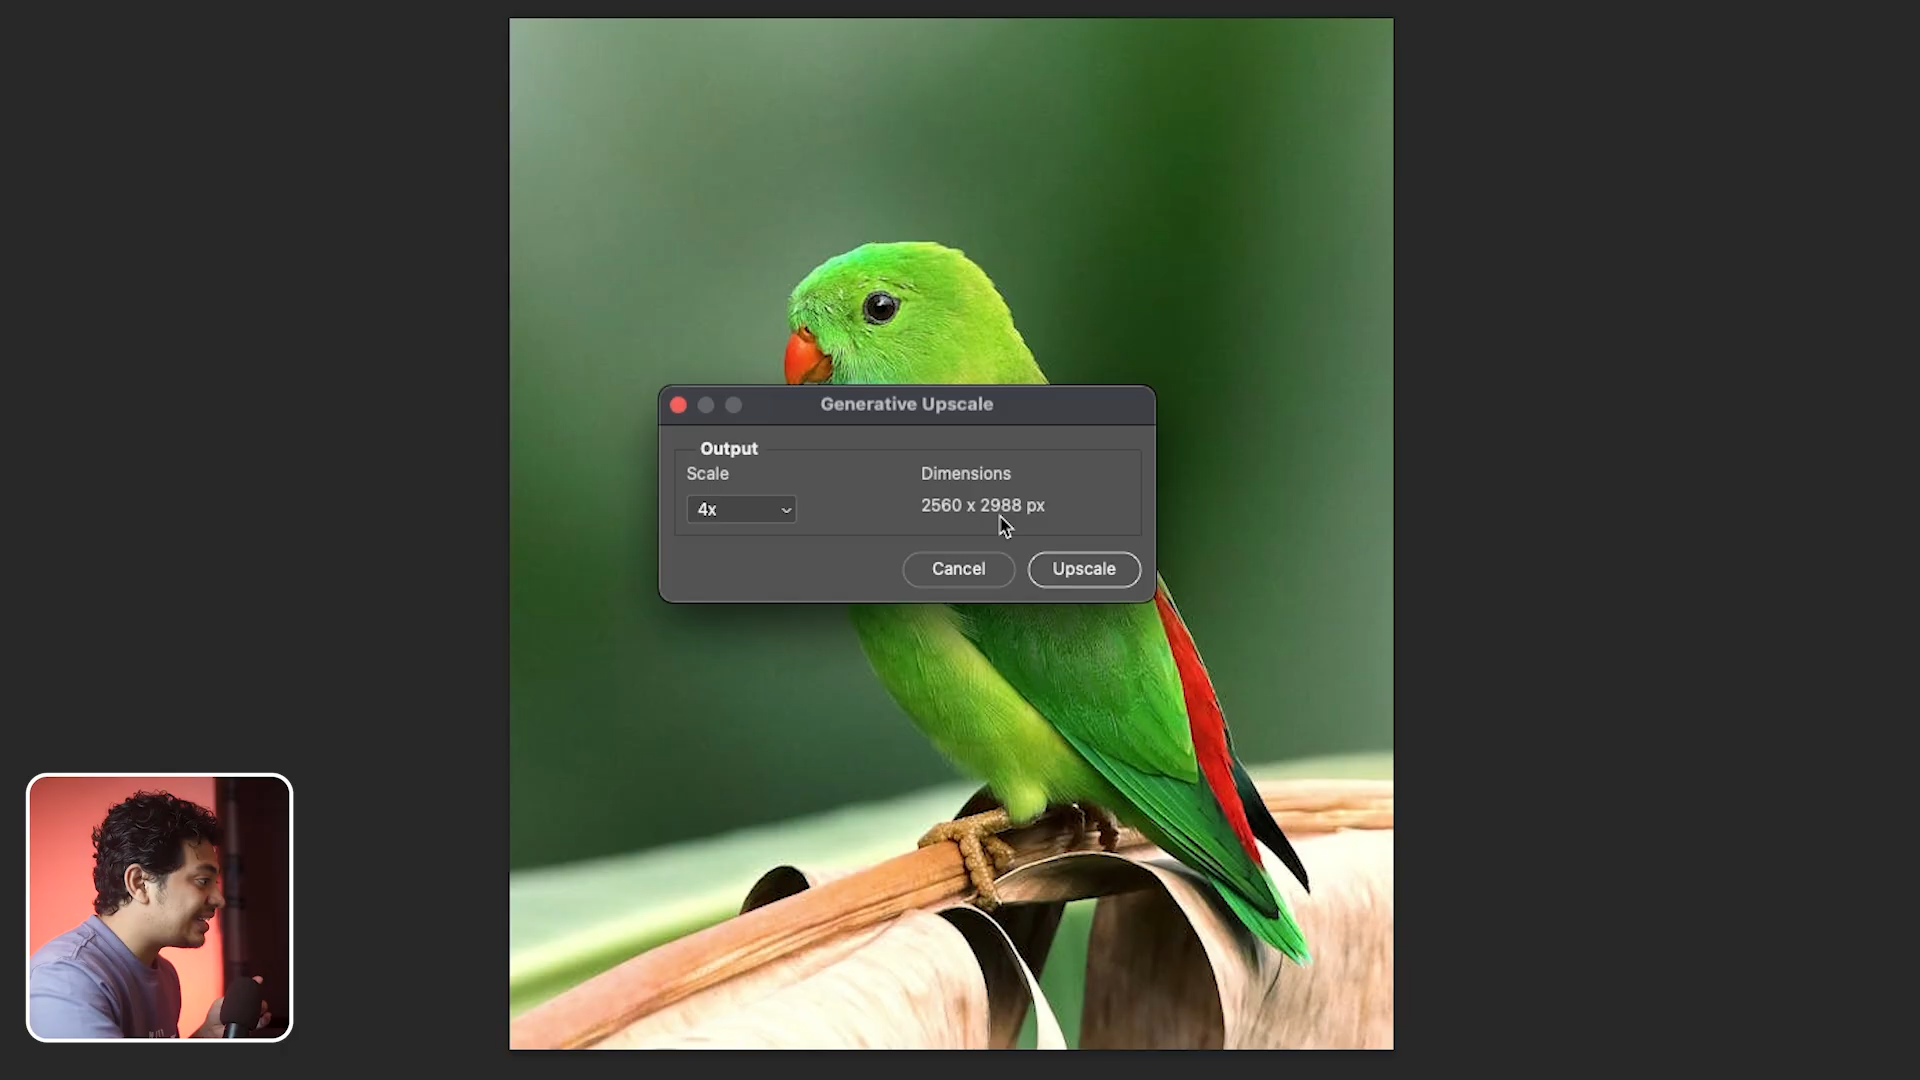 Generative Upscale
Output
Scale
Dimensions
4x
2560 x 2988 px
Cancel
Upscale